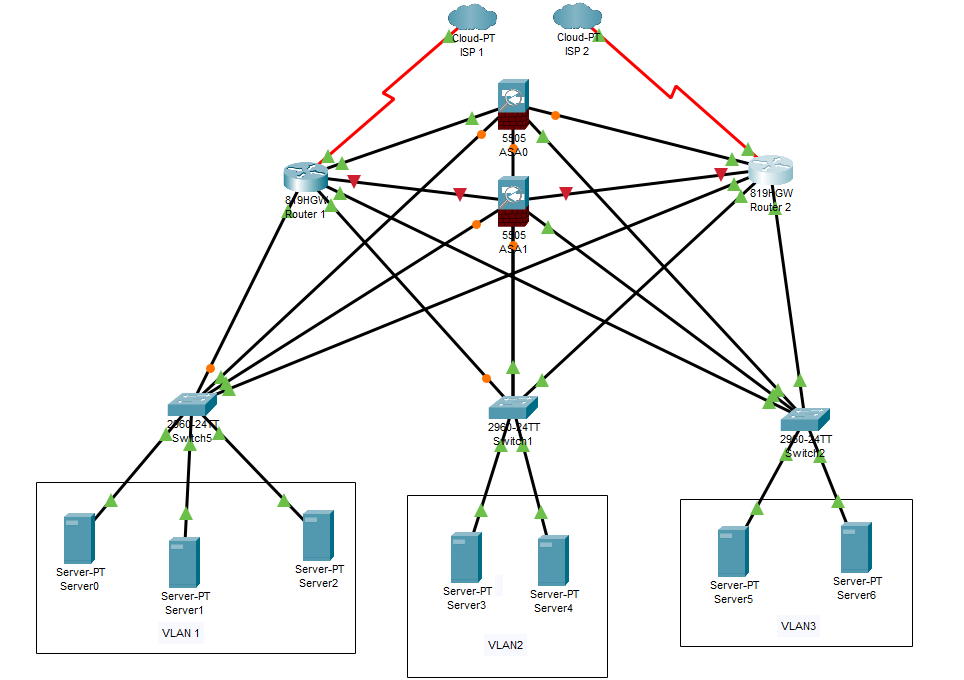 Cloud-PT
ISP 1
Cloud-PT
ISP 2
5505
ASA0
819HGW
Router 1
5505
ASA1
819HGW
Router 2
2960-24TT
Switch5
2960-24TT
Switch1
2960-24TT
Switch2
Server-PT
Server0
Server-PT
Server1
Server-PT
Server2
VLAN 1
Server-PT
Server3
Server-PT
Server4
VLAN2
Server-PT
Server5
Server-PT
Server6
VLAN3